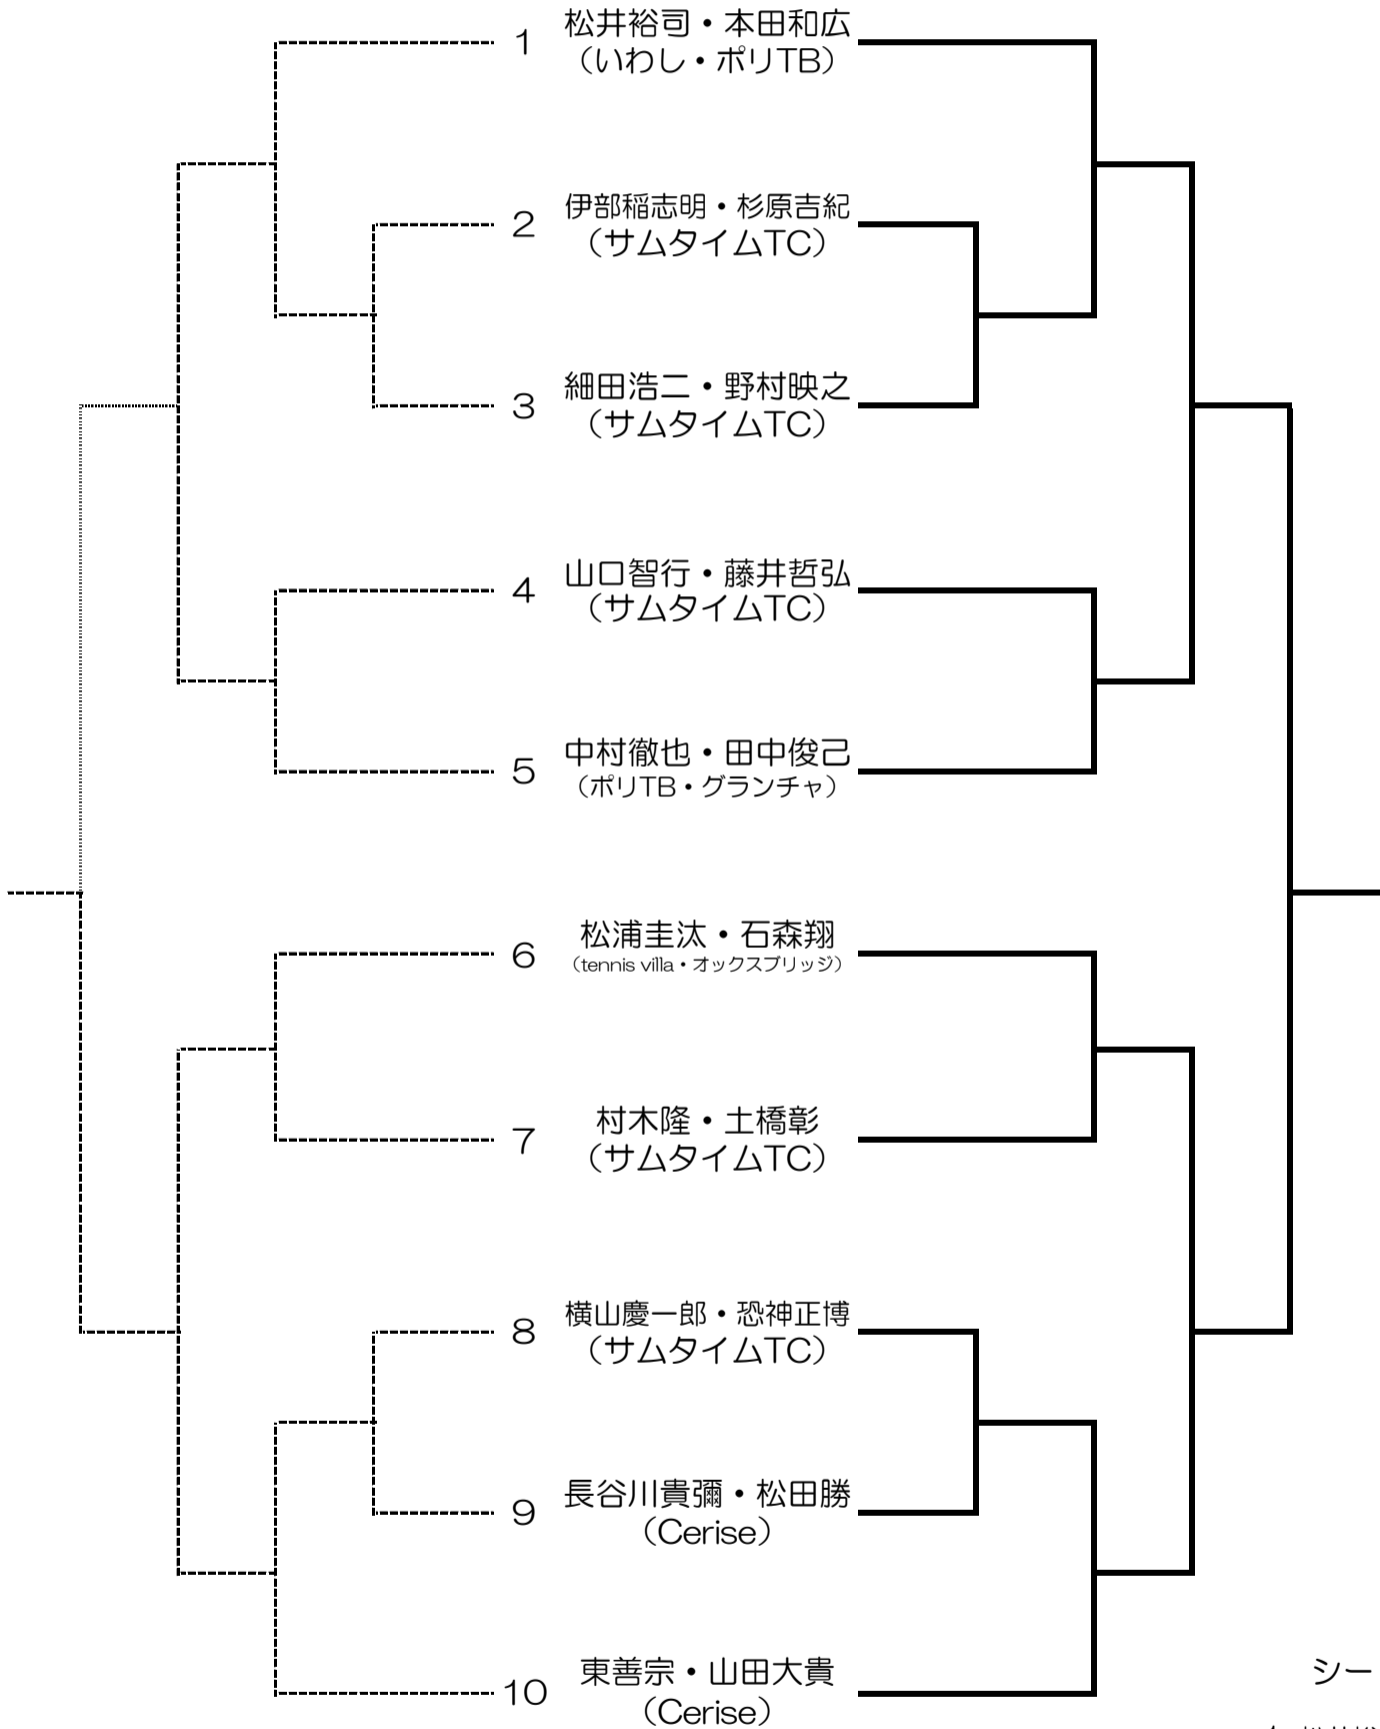 1 松井裕司・本田和広
（いわし・ポリTB）
2 伊部稲志明・杉原吉紀
（サムタイムTC）
3 細田浩二・野村映之
（サムタイムTC）
4 山口智行・藤井哲弘
（サムタイムTC）
5 中村徹也・田中俊己
（ポリTB・グランチャ）
6 松浦圭汰・石森翔
（tennis villa・オックスブリッジ）
7 村木隆・土橋彰
（サムタイムTC）
8 横山慶一郎・恐神正博
（サムタイムTC）
9 長谷川貴彌・松田勝
（Cerise）
10 東善宗・山田大貴
（Cerise）
シー